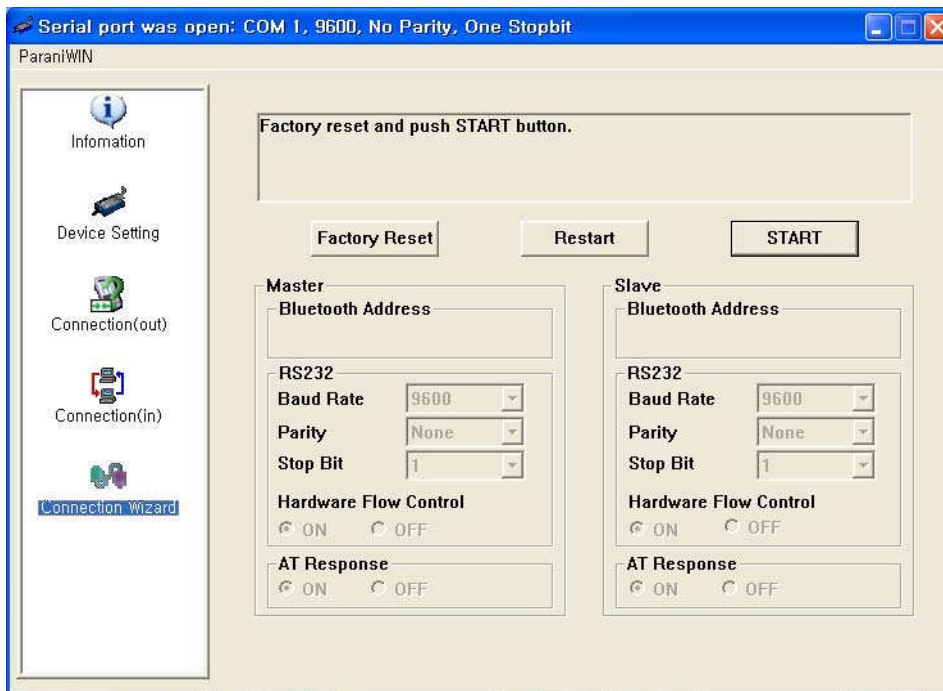 Serial port was open: COM 1, 9600, No Parity, One Stopbit
ParaniWIN
Infomation
Device Setting
Connection(out)
Connection(in)
Connection Wizard
Factory reset and push START button.
Factory Reset
Restart
START
Master
Bluetooth Address
RS232
Baud Rate 9600
Parity None
Stop Bit 1
Hardware Flow Control
ON OFF
AT Response
ON OFF
Slave
Bluetooth Address
RS232
Baud Rate 9600
Parity None
Stop Bit 1
Hardware Flow Control
ON OFF
AT Response
ON OFF